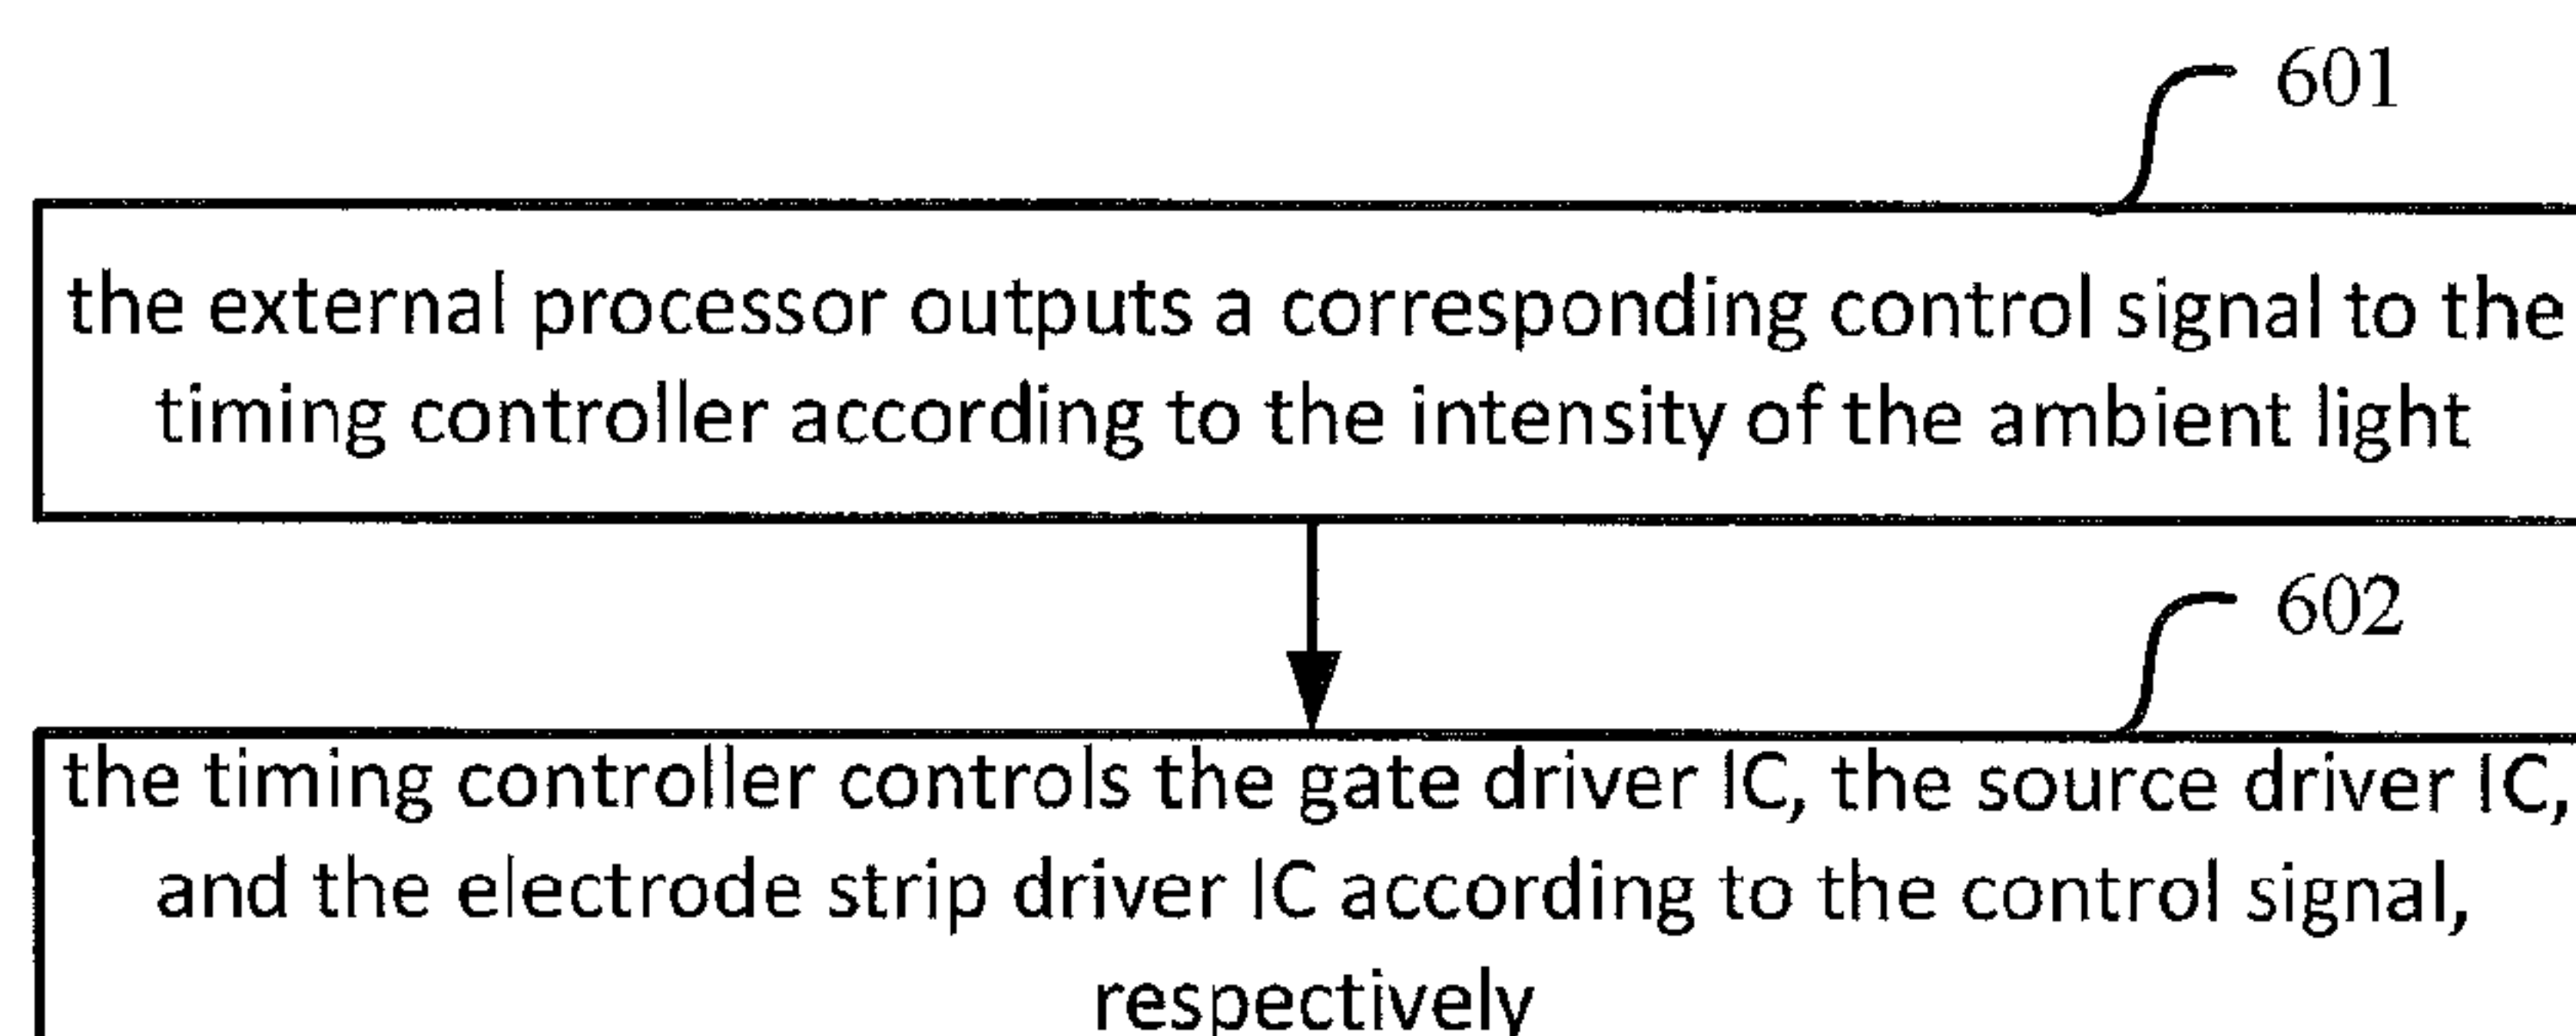 601
the external processor outputs a corresponding control signal to the
timing controller according to the intensity of the ambient light
602
the timing controller controls the gate driver IC, the source driver IC,
and the electrode strip driver IC according to the control signal,
respectively